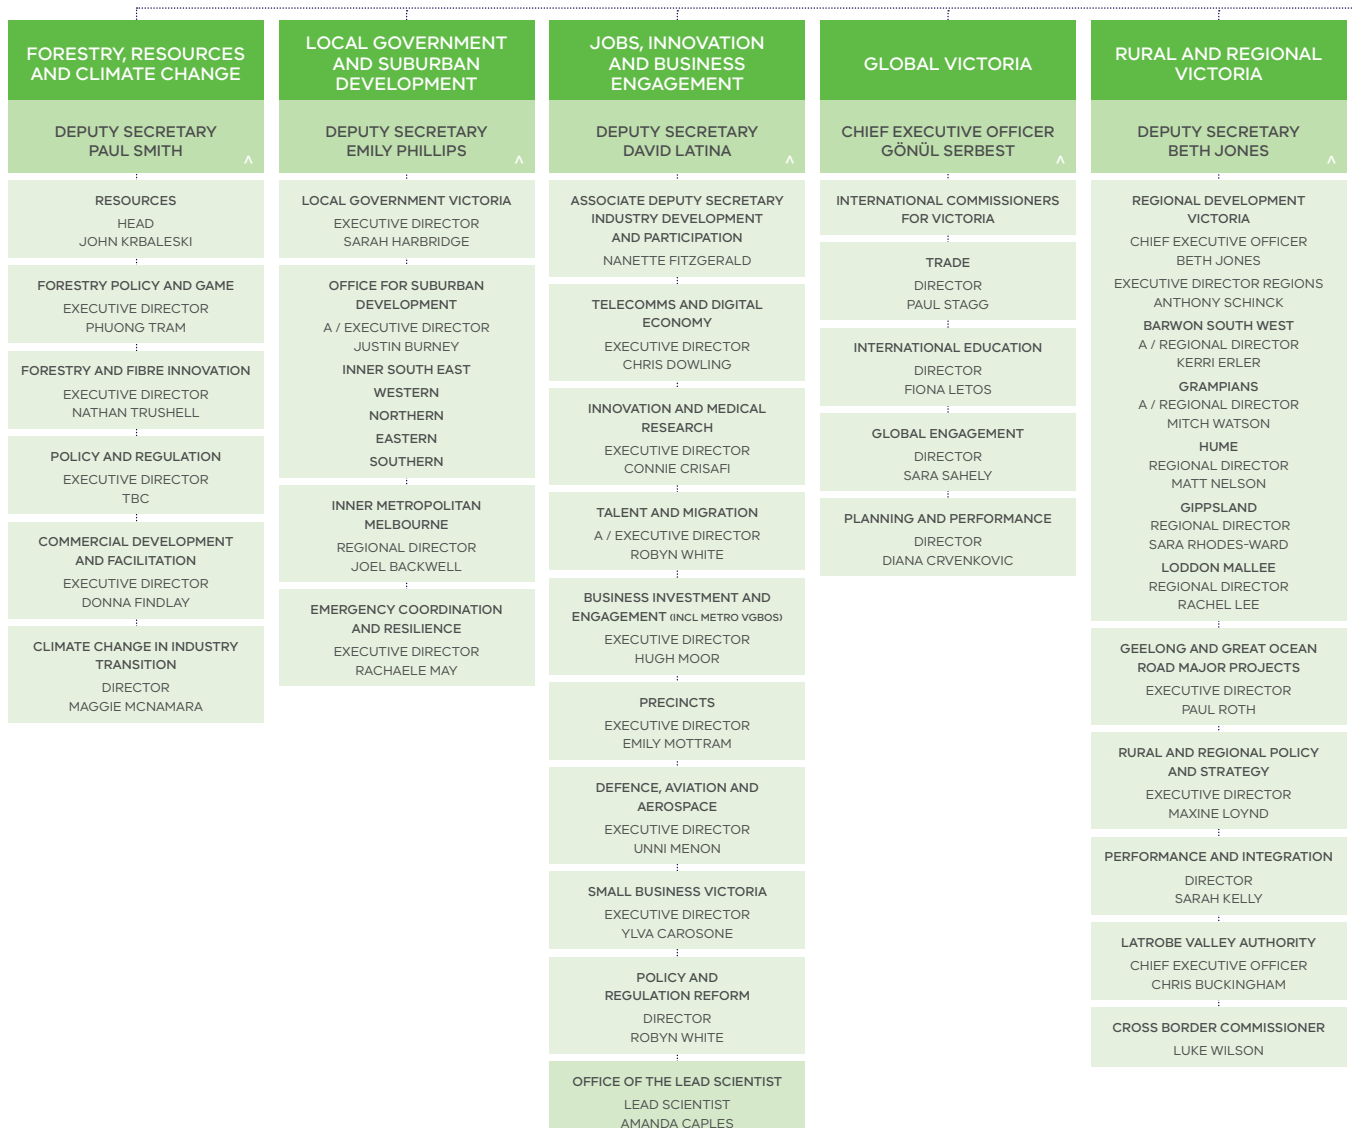 FORESTRY, RESOURCES
AND CLIMATE CHANGE
DEPUTY SECRETARY
PAUL SMITH
^
RESOURCES
HEAD
JOHN KRBALESKI
FORESTRY POLICY AND GAME
EXECUTIVE DIRECTOR
PHUONG TRAM
FORESTRY AND FIBRE INNOVATION
EXECUTIVE DIRECTOR
NATHAN TRUSHELL
POLICY AND REGULATION
EXECUTIVE DIRECTOR
TBC
COMMERCIAL DEVELOPMENT
AND FACILITATION
EXECUTIVE DIRECTOR
DONNA FINDLAY
CLIMATE CHANGE IN INDUSTRY
TRANSITION
DIRECTOR
MAGGIE MCNAMARA
LOCAL GOVERNMENT
AND SUBURBAN
DEVELOPMENT
DEPUTY SECRETARY
EMILY PHILLIPS
^
LOCAL GOVERNMENT VICTORIA
EXECUTIVE DIRECTOR
SARAH HARBRIDGE
OFFICE FOR SUBURBAN
DEVELOPMENT
A / EXECUTIVE DIRECTOR
JUSTIN BURNEY
INNER SOUTH EAST
WESTERN
NORTHERN
EASTERN
SOUTHERN
INNER METROPOLITAN
MELBOURNE
REGIONAL DIRECTOR
JOEL BACKWELL
EMERGENCY COORDINATION
AND RESILIENCE
EXECUTIVE DIRECTOR
RACHAELE MAY
JOBS, INNOVATION
AND BUSINESS
ENGAGEMENT
DEPUTY SECRETARY
DAVID LATINA
^
ASSOCIATE DEPUTY SECRETARY
INDUSTRY DEVELOPMENT
AND PARTICIPATION
NANETTE FITZGERALD
TELECOMMS AND DIGITAL
ECONOMY
EXECUTIVE DIRECTOR
CHRIS DOWLING
INNOVATION AND MEDICAL
RESEARCH
EXECUTIVE DIRECTOR
CONNIE CRISAFI
TALENT AND MIGRATION
A / EXECUTIVE DIRECTOR
ROBYN WHITE
BUSINESS INVESTMENT AND
ENGAGEMENT (INCL METRO VGBOS)
EXECUTIVE DIRECTOR
HUGH MOOR
PRECINCTS
EXECUTIVE DIRECTOR
EMILY MOTTRAM
DEFENCE, AVIATION AND
AEROSPACE
EXECUTIVE DIRECTOR
UNNI MENON
SMALL BUSINESS VICTORIA
EXECUTIVE DIRECTOR
YLVA CAROSONE
POLICY AND
REGULATION REFORM
DIRECTOR
ROBYN WHITE
OFFICE OF THE LEAD SCIENTIST
LEAD SCIENTIST
AMANDA CAPLES
GLOBAL VICTORIA
CHIEF EXECUTIVE OFFICER
GÖNÜL SERBEST
^
INTERNATIONAL COMMISSIONERS
FOR VICTORIA
TRADE
DIRECTOR
PAUL STAGG
INTERNATIONAL EDUCATION
DIRECTOR
FIONA LETOS
GLOBAL ENGAGEMENT
DIRECTOR
SARA SAHELY
PLANNING AND PERFORMANCE
DIRECTOR
DIANA CRVENKOVIC
RURAL AND REGIONAL
VICTORIA
DEPUTY SECRETARY
BETH JONES
^
REGIONAL DEVELOPMENT
VICTORIA
CHIEF EXECUTIVE OFFICER
BETH JONES
EXECUTIVE DIRECTOR REGIONS
ANTHONY SCHINCK
BARWON SOUTH WEST
A / REGIONAL DIRECTOR
KERRI ERLER
GRAMPIANS
A / REGIONAL DIRECTOR
MITCH WATSON
HUME
REGIONAL DIRECTOR
MATT NELSON
GIPPSLAND
REGIONAL DIRECTOR
SARA RHODES-WARD
LODDON MALLEE
REGIONAL DIRECTOR
RACHEL LEE
GEELONG AND GREAT OCEAN
ROAD MAJOR PROJECTS
EXECUTIVE DIRECTOR
PAUL ROTH
RURAL AND REGIONAL POLICY
AND STRATEGY
EXECUTIVE DIRECTOR
MAXINE LOYND
PERFORMANCE AND INTEGRATION
DIRECTOR
SARAH KELLY
LATROBE VALLEY AUTHORITY
CHIEF EXECUTIVE OFFICER
CHRIS BUCKINGHAM
CROSS BORDER COMMISSIONER
LUKE WILSON